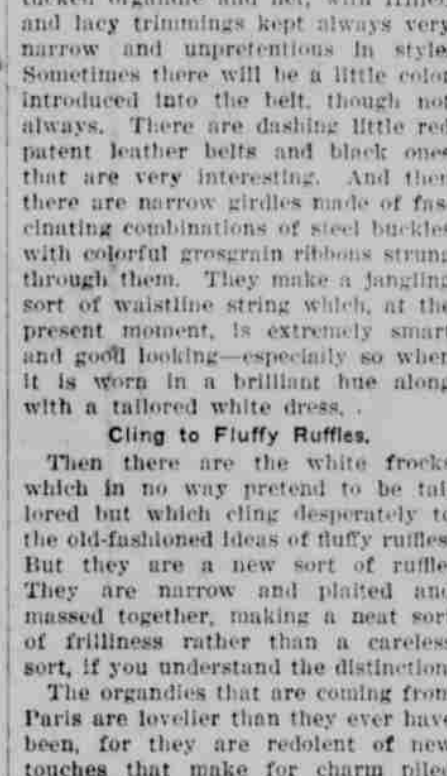 tucked organdie and net, with
and lacy trimmings kept always very
narrow and unpretentious in style
Sometimes there will be a little color
introduced into the belt, though not
always. There are dashing little red
patent leather belts and black ones
that are very interesting. And then
there are narrow girdles made of fas
cinating combinations of steel buckles
with colorful grosgrain ribbons strung
through them. They make a jangling
sort of waistline string which, at the
present moment, is extremely smart
and good looking—especially so when
it is worn in a brilliant hue along
with a tailored white dress.
Cling to Fluffy Ruffles.
Then there are the white frocks
which in no way pretend to be tai
lored but which cling desperately to
the old-fashioned ideas of fluffy ruffles
But they are a new sort of ruffle
They are narrow and plaited and
massed together, making a neat sort
of frilliness rather than a careless
sort, if you understand the distinction
The organdies that are coming from
Paris are lovelier than they ever have
been, for they are redolent of new
touches that make for charm